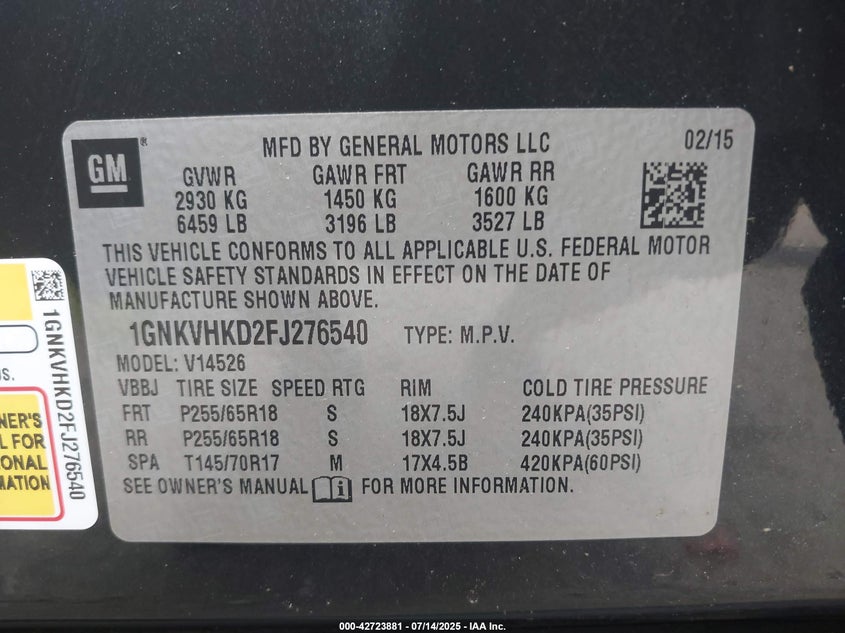 GM ®
MFD BY GENERAL MOTORS LLC 02/15
GVWR GAWR FRT GAWR RR
2930 KG 1450 KG 1600 KG
6459 LB 3196 LB 3527 LB
THIS VEHICLE CONFORMS TO ALL APPLICABLE U.S. FEDERAL MOTOR
VEHICLE SAFETY STANDARDS IN EFFECT ON THE DATE OF
MANUFACTURE SHOWN ABOVE.
1GNKVHKD2FJ276540 TYPE: M.P.V.
MODEL: V14526
VBBJ TIRE SIZE SPEED RTG RIM COLD TIRE PRESSURE
FRT P255/65R18 S 18X7.5J 240KPA(35PSI)
RR P255/65R18 S 18X7.5J 240KPA(35PSI)
SPA T145/70R17 M 17X4.5B 420KPA(60PSI)
SEE OWNER'S MANUAL i FOR MORE INFORMATION.
1GNKVHKD2FJ276540
FOR
000-42723881 - 07/14/2025 - IAA Inc.